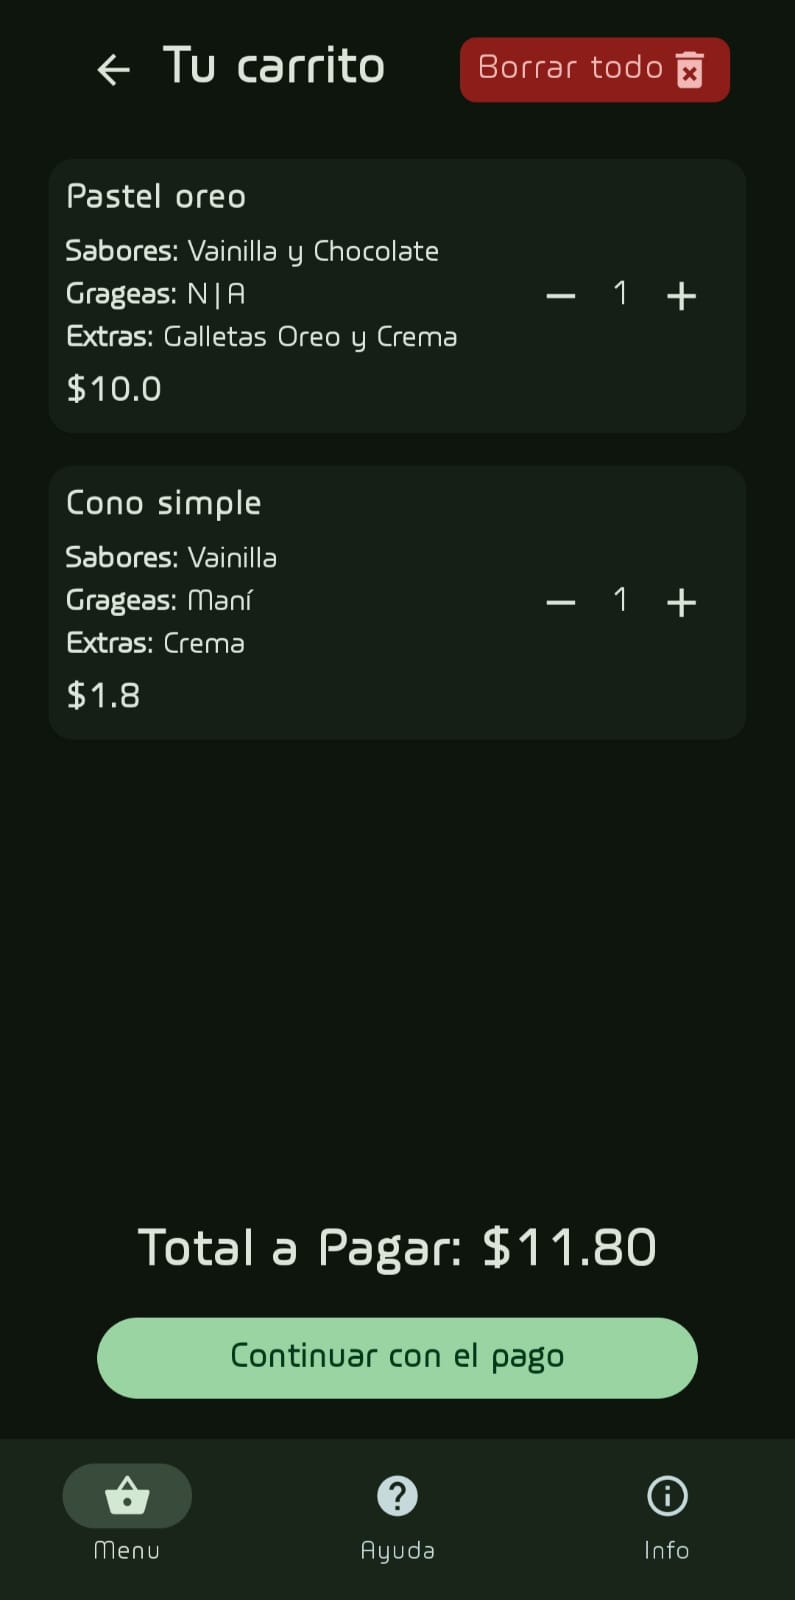 Tu carrito
Borrar todo
Pastel oreo
Sabores: Vainilla y Chocolate
Grageas: N|A
Extras: Galletas Oreo y Crema
$10.0
− 1 +
Cono simple
Sabores: Vainilla
Grageas: Maní
Extras: Crema
$1.8
− 1 +
Total a Pagar: $11.80
Continuar con el pago
Menu
Ayuda
Info